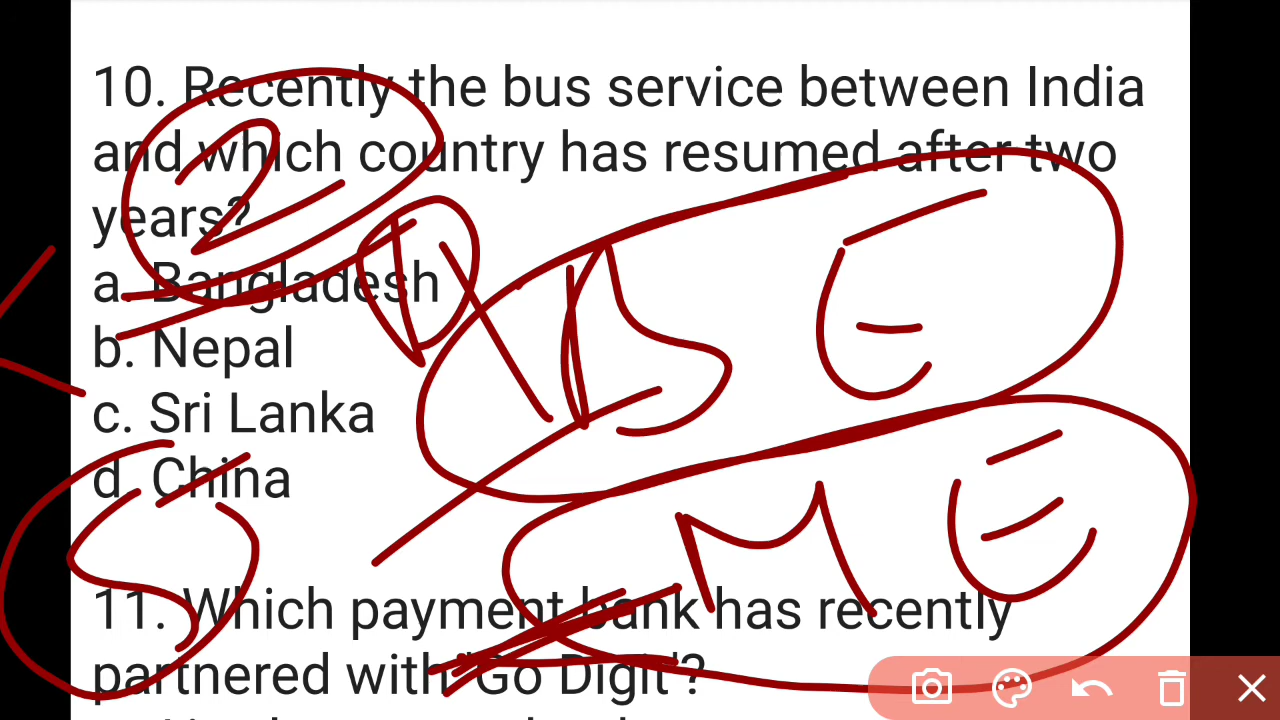 10. Recently the bus service between India
and which country has resumed after two
years?
a. Bangladesh
b. Nepal
c. Sri Lanka
d. China
2
E
S
M E
11. Which payment bank has recently
partnered with 'Go Digit'?